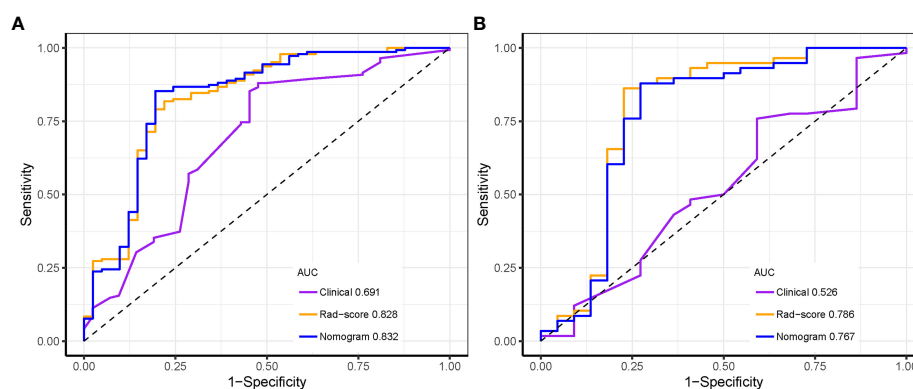 A
B
1.00
0.75
0.50
0.25
0.00
Sensitivity
AUC
Clinical 0.691
Rad-score 0.828
Nomogram 0.832
0.00 0.25 0.50 0.75 1.00
1-Specificity
1.00
0.75
0.50
0.25
0.00
Sensitivity
AUC
Clinical 0.526
Rad-score 0.786
Nomogram 0.767
0.00 0.25 0.50 0.75 1.00
1-Specificity